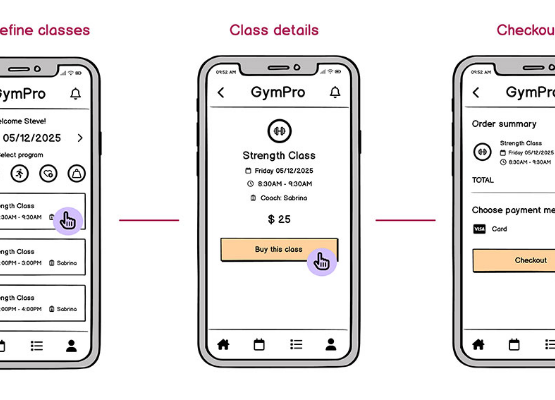 efine classes
09:52 AM
GymPro
elcome Steve!
05/12/2025
elect program
ngth Class
:30AM - 9:30AM
ngth Class
:00PM - 3:00PM Sabrina
ngth Class
:00PM - 4:00PM Sabrina
Class details
09:52 AM
GymPro
Strength Class
Friday 05/12/2025
8:30AM - 9:30AM
Coach: Sabrina
$ 25
Buy this class
Checkou
09:52 AM
GymPro
Order summary
Strength Class
Friday 05/12/2025
8:30AM - 9:30AM
TOTAL
Choose payment me
VISA Card
Checkout